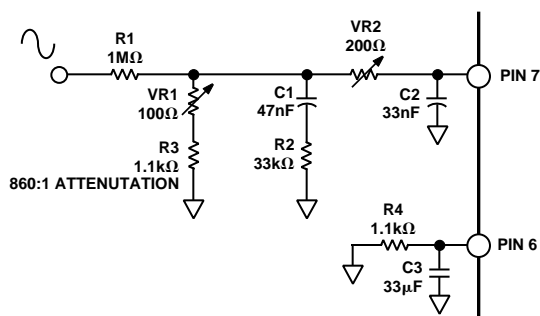 R1
1MΩ
VR1
100Ω
R3
1.1kΩ
860:1 ATTENUTATION
C1
47nF
R2
33kΩ
VR2
200Ω
C2
33nF
PIN 7
R4
1.1kΩ
C3
33µF
PIN 6